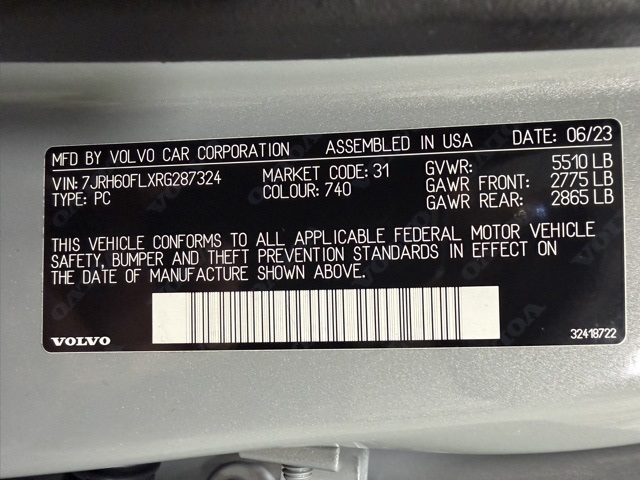 MFD BY VOLVO CAR CORPORATION ASSEMBLED IN USA DATE: 06/23
VIN: 7JRH60FLXRG287324 MARKET CODE: 31 GVWR: 5510 LB
TYPE: PC COLOUR: 740 GAWR FRONT: 2775 LB
GAWR REAR: 2865 LB
THIS VEHICLE CONFORMS TO ALL APPLICABLE FEDERAL MOTOR VEHICLE
SAFETY, BUMPER AND THEFT PREVENTION STANDARDS IN EFFECT ON
THE DATE OF MANUFACTURE SHOWN ABOVE.
VOLVO 32418722